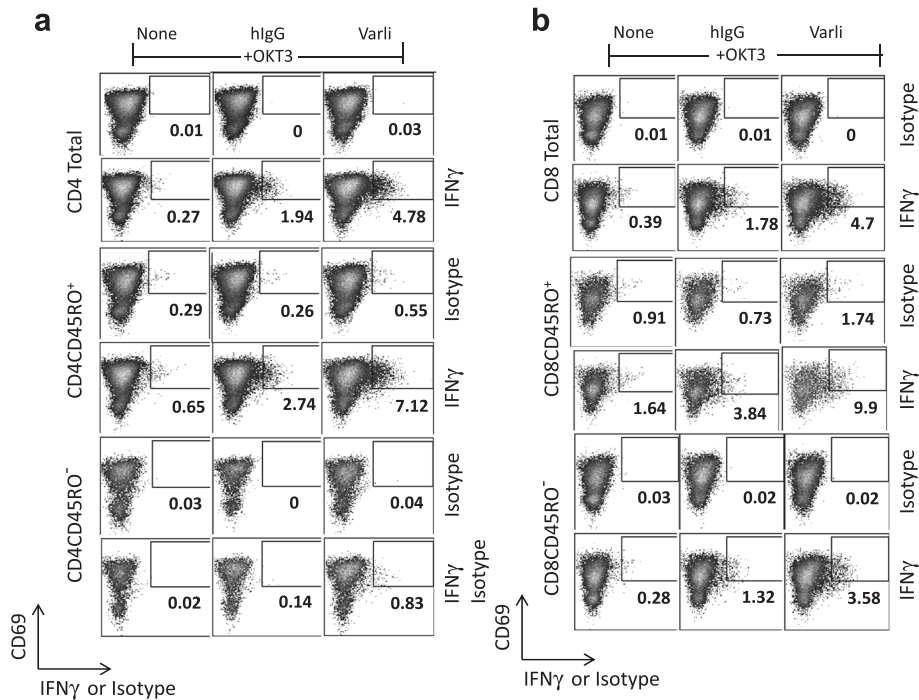 a
None hIgG Varli
+OKT3
CD4 Total
0.01 0 0.03
0.27 1.94 4.78
IFNγ
CD4CD45RO⁺
0.29 0.26 0.55
Isotype
0.65 2.74 7.12
IFNγ
CD4CD45RO⁻
0.03 0 0.04
Isotype
0.02 0.14 0.83
IFNγ
Isotype
CD69
IFNγ or Isotype
b
None hIgG Varli
+OKT3
CD8 Total
0.01 0.01 0
Isotype
0.39 1.78 4.7
IFNγ
CD8CD45RO⁺
0.91 0.73 1.74
Isotype
1.64 3.84 9.9
IFNγ
CD8CD45RO⁻
0.03 0.02 0.02
Isotype
0.28 1.32 3.58
IFNγ
CD69
IFNγ or Isotype